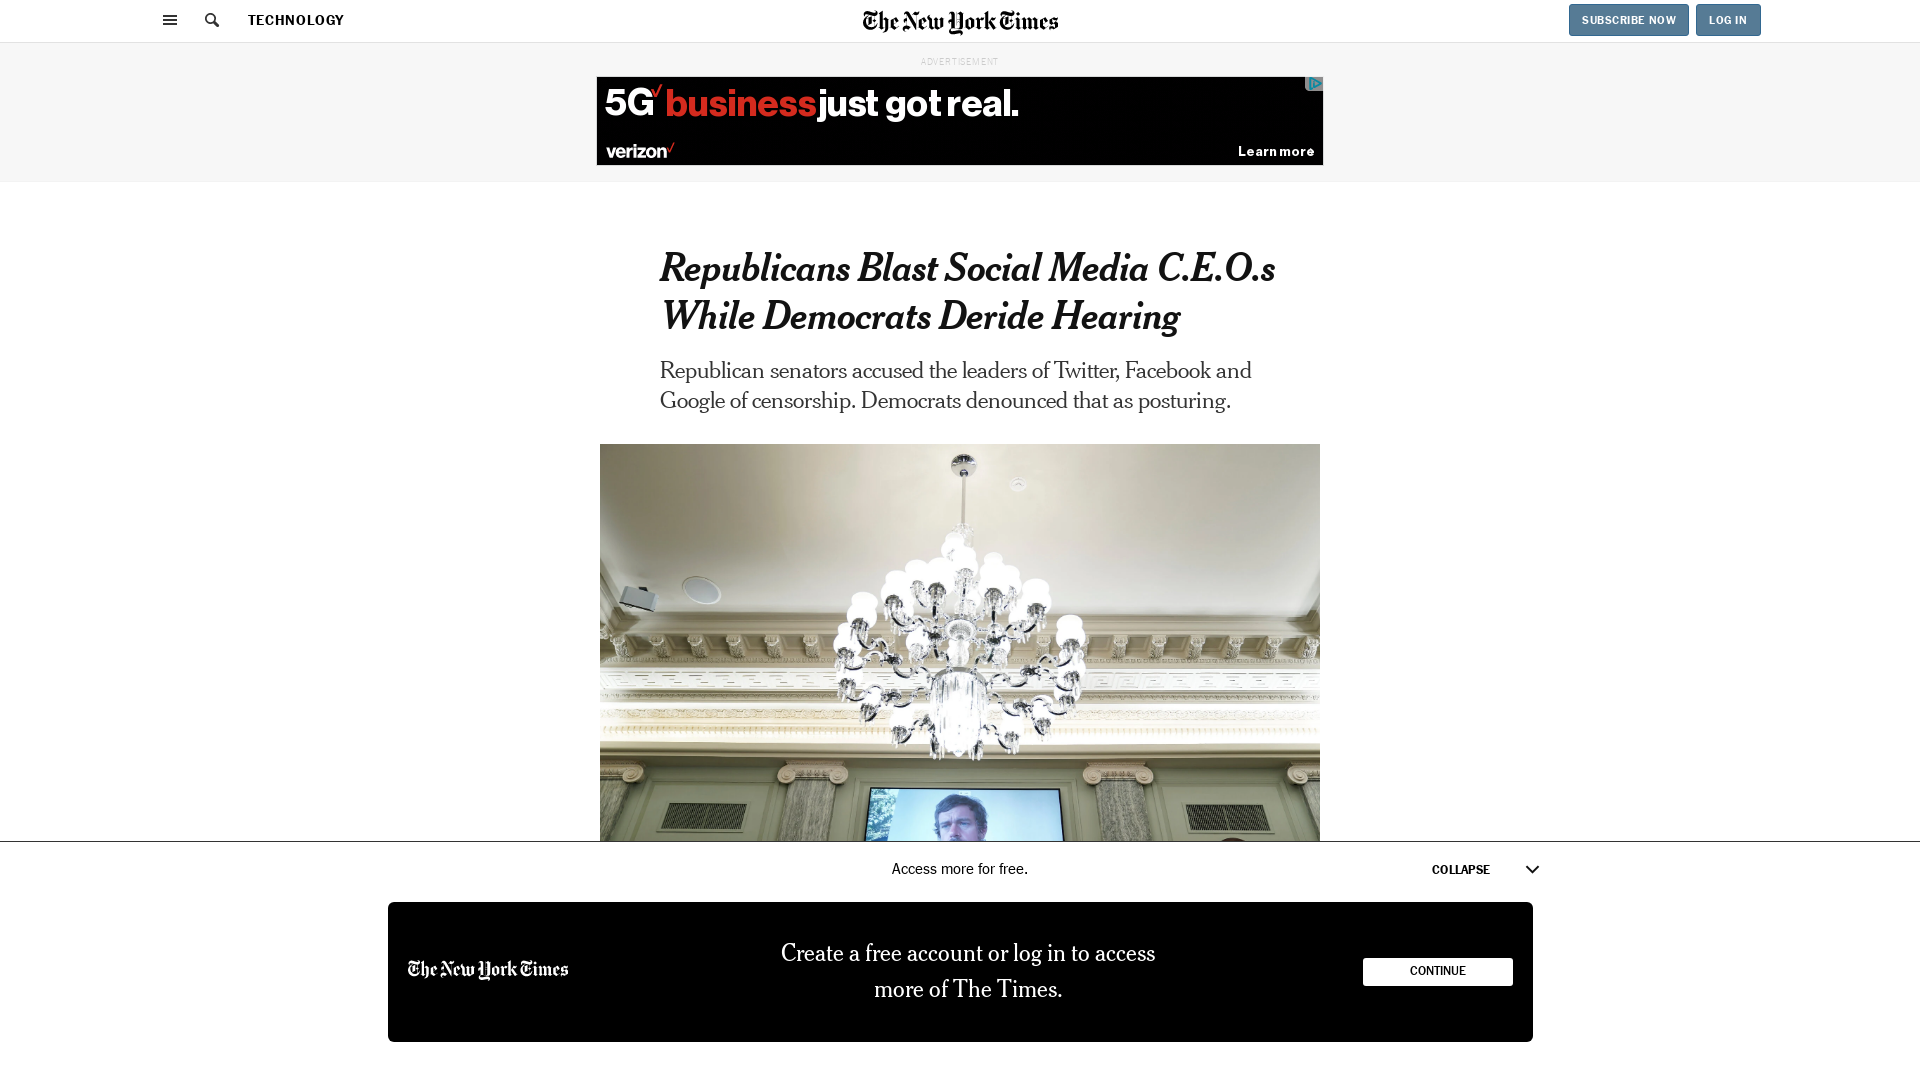 TECHNOLOGY
The New York Times
SUBSCRIBE NOW
LOG IN
ADVERTISEMENT
5G business just got real.
verizon
Learn more
Republicans Blast Social Media C.E.O.s
While Democrats Deride Hearing
Republican senators accused the leaders of Twitter, Facebook and
Google of censorship. Democrats denounced that as posturing.
Access more for free.
COLLAPSE
The New York Times
Create a free account or log in to access
more of The Times.
CONTINUE